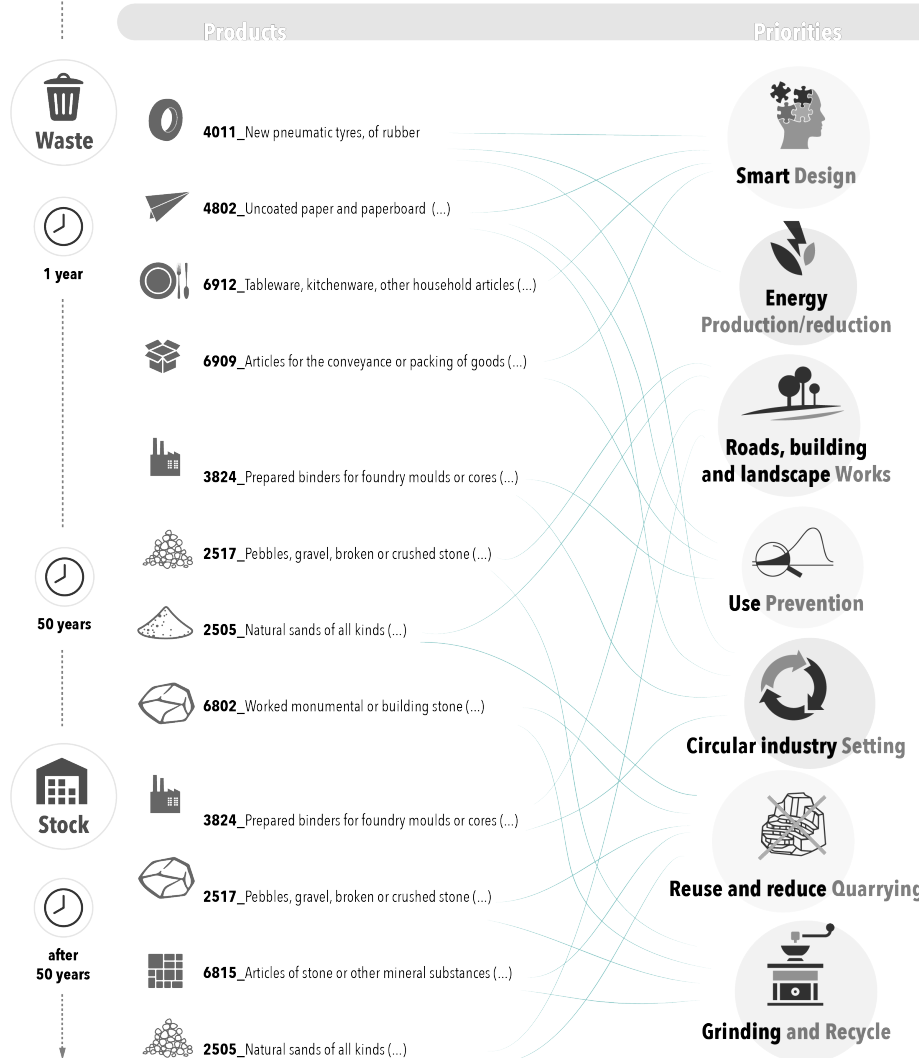 Products
Priorities
Waste
4011_New pneumatic tyres, of rubber
Smart Design
4802_Uncoated paper and paperboard (...)
1 year
6912_Tableware, kitchenware, other household articles (...)
Energy
Production/reduction
6909_Articles for the conveyance or packing of goods (...)
Roads, building
and landscape Works
3824_Prepared binders for foundry moulds or cores (...)
2517_Pebbles, gravel, broken or crushed stone (...)
50 years
Use Prevention
2505_Natural sands of all kinds (...)
6802_Worked monumental or building stone (...)
Circular industry Setting
Stock
3824_Prepared binders for foundry moulds or cores (...)
2517_Pebbles, gravel, broken or crushed stone (...)
Reuse and reduce Quarrying
after
50 years
6815_Articles of stone or other mineral substances (...)
Grinding and Recycle
2505_Natural sands of all kinds (...)